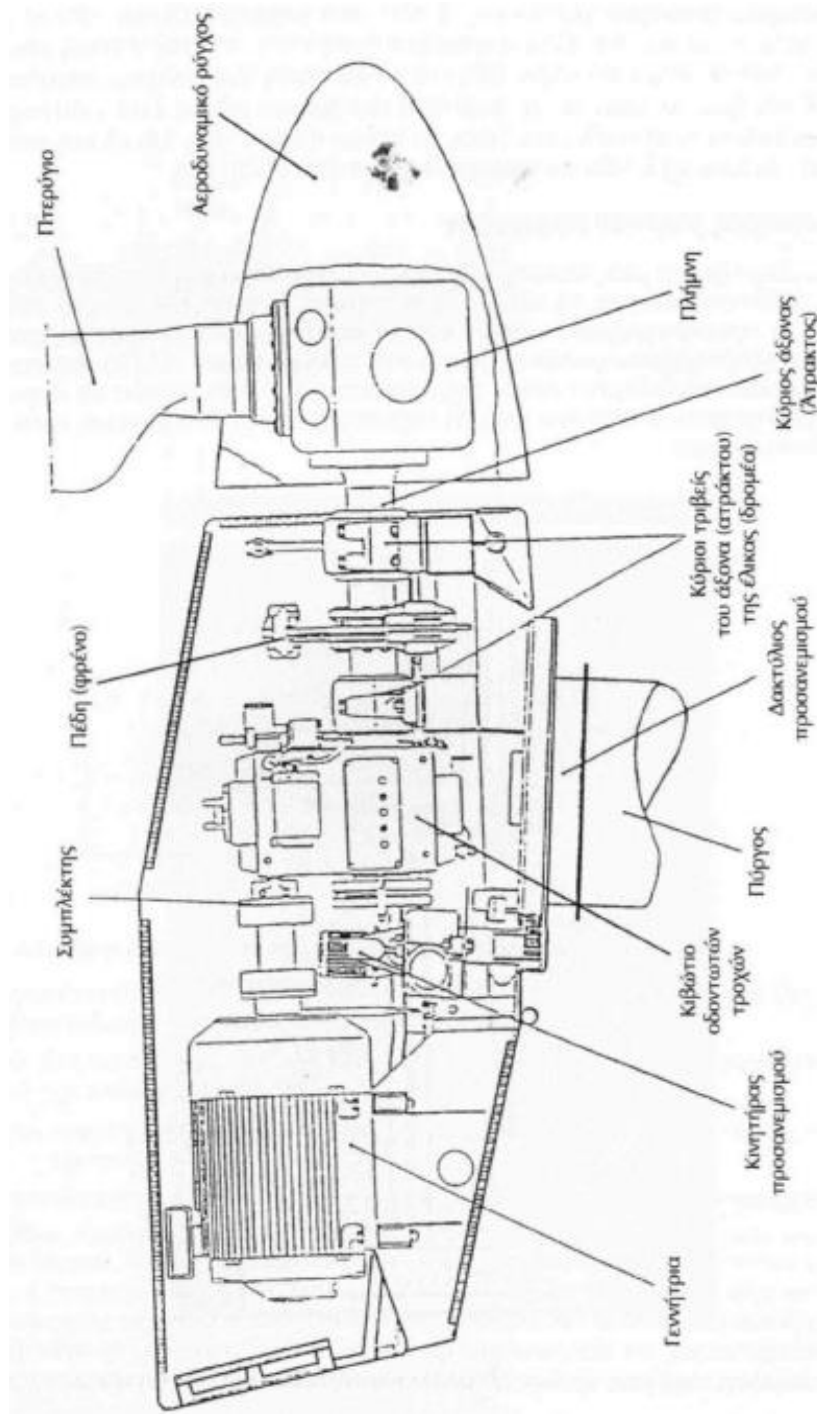 Πτερύγιο
Αεροδυναμικό ρύγχος
Πέδη (φρένο)
Συμπλέκτης
Γεννήτρια
Κινητήρας
προσανεμισμού
Κιβώτιο
οδοντωτών
τροχών
Πύργος
Δακτύλιος
προσανεμισμού
Κύριοι τριβείς
του άξονα (ατράκτου)
της έλικας (δρομέα)
Κύριος άξονας
(Άτρακτος)
Πλήμνη